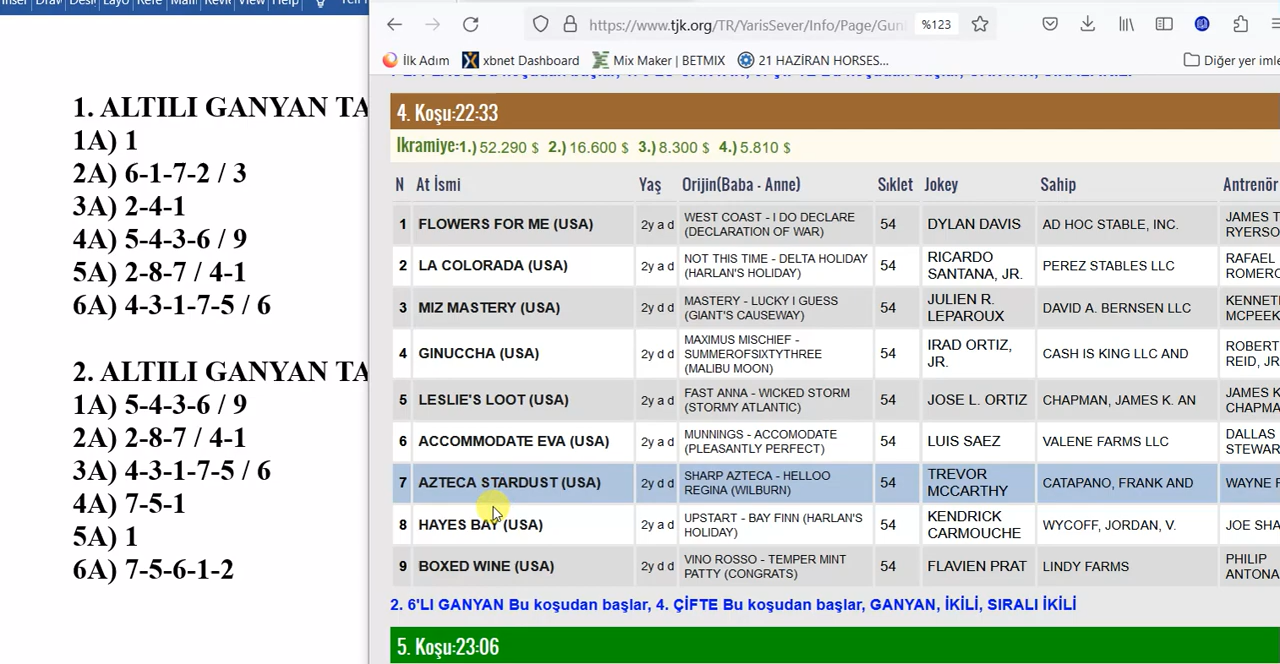 Help
1. ALTILI GANYAN TA
1A) 1
2A) 6-1-7-2 / 3
3A) 2-4-1
4A) 5-4-3-6 / 9
5A) 2-8-7 / 4-1
6A) 4-3-1-7-5 / 6
2. ALTILI GANYAN TA
1A) 5-4-3-6 / 9
2A) 2-8-7 / 4-1
3A) 4-3-1-7-5 / 6
4A) 7-5-1
5A) 1
6A) 7-5-6-1-2
https://www.tjk.org/TR/YarisSever/Info/Page/Gun
%123
İlk Adım xbnet Dashboard Mix Maker | BETMIX 21 HAZİRAN HORSES... Diğer yer imle
4. Koşu:22:33
Ikramiye:1.) 52.290 $ 2.) 16.600 $ 3.) 8.300 $ 4.) 5.810 $
N At İsmi Yaş Orijin(Baba - Anne) Sıklet Jokey Sahip Antrenör
1 FLOWERS FOR ME (USA) 2y a d WEST COAST - I DO DECLARE (DECLARATION OF WAR) 54 DYLAN DAVIS AD HOC STABLE, INC. JAMES T RYERSO
2 LA COLORADA (USA) 2y a d NOT THIS TIME - DELTA HOLIDAY (HARLAN'S HOLIDAY) 54 RICARDO SANTANA, JR. PEREZ STABLES LLC RAFAEL ROMERO
3 MIZ MASTERY (USA) 2y a d MASTERY - LUCKY I GUESS (GIANT'S CAUSEWAY) 54 JULIEN R. LEPAROUX DAVID A. BERNSEN LLC KENNET MCPEEK
4 GINUCCHA (USA) 2y d d MAXIMUS MISCHIEF - SUMMEROFSIXTYTHREE (MALIBU MOON) 54 IRAD ORTIZ, JR. CASH IS KING LLC AND ROBERT REID, JR
5 LESLIE'S LOOT (USA) 2y a d FAST ANNA - WICKED STORM (STORMY ATLANTIC) 54 JOSE L. ORTIZ CHAPMAN, JAMES K. AN JAMES K CHAPMA
6 ACCOMMODATE EVA (USA) 2y a d MUNNINGS - ACCOMODATE (PLEASANTLY PERFECT) 54 LUIS SAEZ VALENE FARMS LLC DALLAS STEWAR
7 AZTECA STARDUST (USA) 2y d d SHARP AZTECA - HELLOO REGINA (WILBURN) 54 TREVOR MCCARTHY CATAPANO, FRANK AND WAYNE F
8 HAYES BAY (USA) 2y a d UPSTART - BAY FINN (HARLAN'S HOLIDAY) 54 KENDRICK CARMOUCHE WYCOFF, JORDAN, V. JOE SHA
9 BOXED WINE (USA) 2y d d VINO ROSSO - TEMPER MINT PATTY (CONGRATS) 54 FLAVIEN PRAT LINDY FARMS PHILIP ANTONA
2. 6'LI GANYAN Bu koşudan başlar, 4. ÇİFTE Bu koşudan başlar, GANYAN, İKİLİ, SIRALI İKİLİ
5. Koşu:23:06